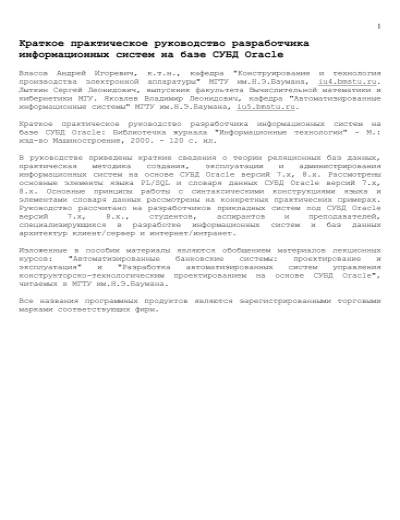 1
Краткое практическое руководство разработчика
информационных систем на базе СУБД Oracle
Власов Андрей Игоревич, к.т.н., кафедра "Конструирование и технология
производства электронной аппаратуры" МГТУ им.Н.Э.Баумана, iu4.bmstu.ru.
Лыткин Сергей Леонидович, выпускник факультета Вычислительной математики и
кибернетики МГУ. Яковлев Владимир Леонидович, кафедра "Автоматизированные
информационные системы" МГТУ им.Н.Э.Баумана, iu5.bmstu.ru.
Краткое практическое руководство разработчика информационных систем на
базе СУБД Oracle: Библиотечка журнала "Информационные технологии" - М.:
изд-во Машиностроение, 2000. - 120 с. ил.
В руководстве приведены краткие сведения о теории реляционных баз данных,
практическая методика создания, эксплуатации и администрирования
информационных систем на основе СУБД Oracle версий 7.x, 8.x. Рассмотрены
основные элементы языка PL/SQL и словаря данных СУБД Oracle версий 7.x,
8.x. Основные принципы работы с синтаксическими конструкциями языка и
элементами словаря данных рассмотрены на конкретных практических примерах.
Руководство рассчитано на разработчиков прикладных систем под СУБД Oracle
версий 7.x, 8.x., студентов, аспирантов и преподавателей,
специализирующихся в разработке информационных систем и баз данных
архитектур клиент/сервер и интернет/интранет.
Изложенные в пособии материалы являются обобщением материалов лекционных
курсов: "Автоматизированные банковские системы: проектирование и
эксплуатация" и "Разработка автоматизированных систем управления
конструкторско-технологическим проектированием на основе СУБД Oracle",
читаемых в МГТУ им.Н.Э.Баумана.
Все названия программных продуктов являются зарегистрированными торговыми
марками соответствующих фирм.